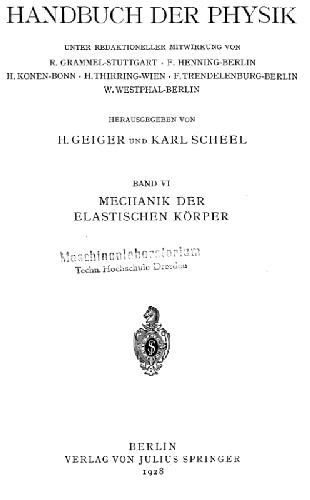 HANDBUCH DER PHYSIK
UNTER REDAKTIONELLER MITWIRKUNG VON
R. GRAMMEL-STUTTGART · F. HENNING-BERLIN
H. KONEN-BONN · H. THIRRING-WIEN · F. TRENDELENBURG-BERLIN
W. WESTPHAL-BERLIN
HERAUSGEGEBEN VON
H. GEIGER UND KARL SCHEEL
BAND VI
MECHANIK DER
ELASTISCHEN KÖRPER
Maschinenlaboratorium
Techn. Hochschule Dresden
S
BERLIN
VERLAG VON JULIUS SPRINGER
1928